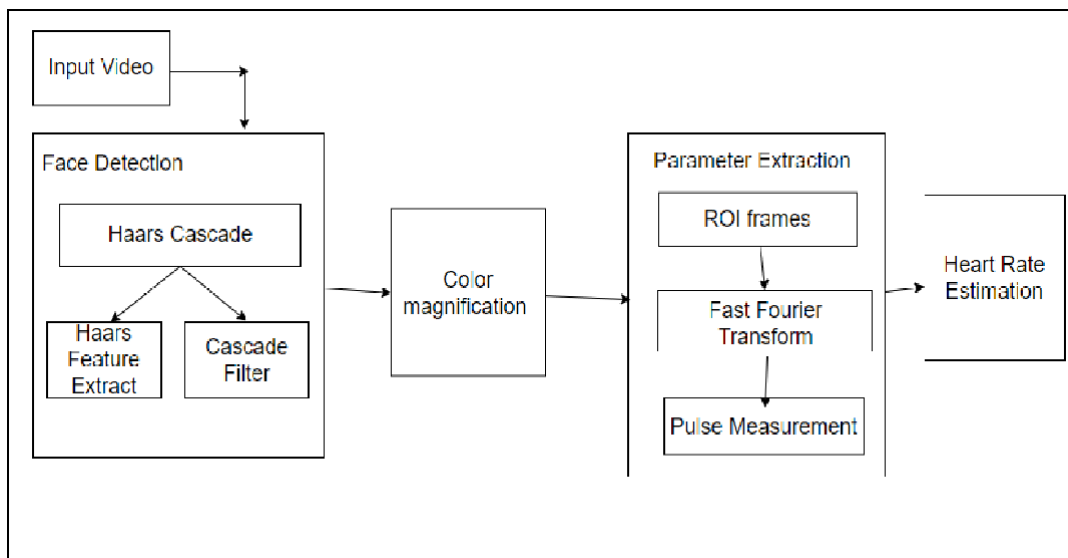 Input Video
Face Detection
Haars Cascade
Haars
Feature
Extract
Cascade
Filter
Color
magnification
Parameter Extraction
ROI frames
Fast Fourier
Transform
Pulse Measurement
Heart Rate
Estimation